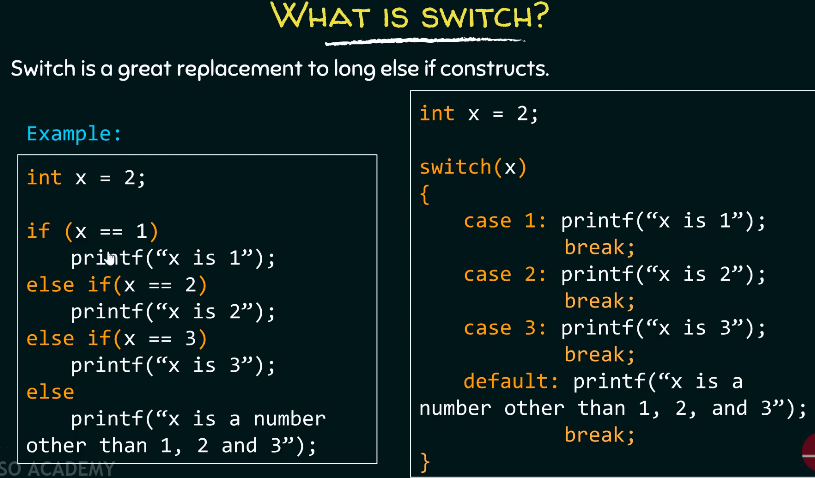 WHAT IS SWITCH?
Switch is a great replacement to long else if constructs.
Example:
int x = 2;
if (x == 1)
printf(“x is 1”);
else if(x == 2)
printf(“x is 2”);
else if(x == 3)
printf(“x is 3”);
else
printf(“x is a number
other than 1, 2 and 3”);
int x = 2;
switch(x)
{
case 1: printf(“x is 1”);
break;
case 2: printf(“x is 2”);
break;
case 3: printf(“x is 3”);
break;
default: printf(“x is a
number other than 1, 2, and 3”);
break;
}
SO ACADEMY